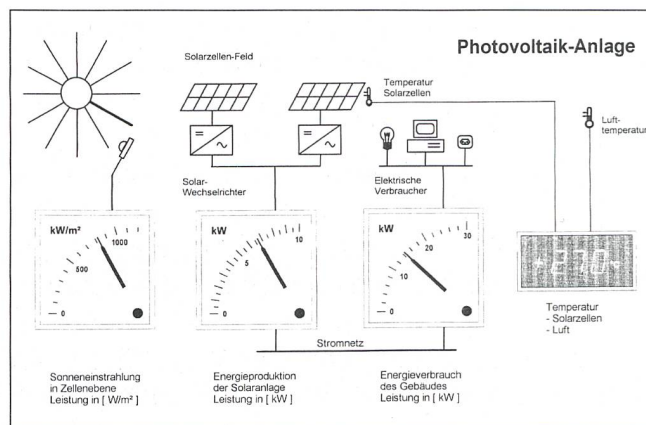 Photovoltaik-Anlage
Solarzellen-Feld
Temperatur
Solarzellen
Luft-
temperatur
Solar-
Wechselrichter
Elektrische
Verbraucher
kW/m²
0
500
1000
kW
0
5
10
kW
0
10
20
30
Stromnetz
Temperatur
- Solarzellen
- Luft
Sonneneinstrahlung
in Zellenebene
Leistung in [ W/m² ]
Energieproduktion
der Solaranlage
Leistung in [ kW ]
Energieverbrauch
des Gebäudes
Leistung in [ kW ]